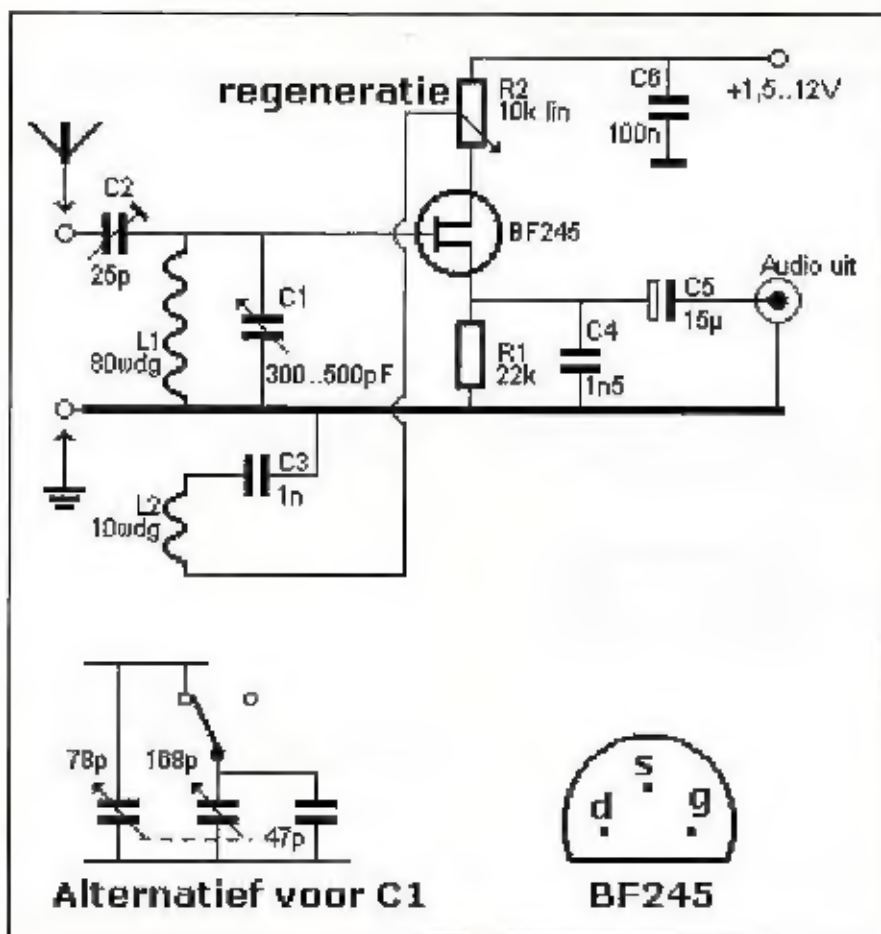 regeneratie
R2
10k lin
C6
100n
+1,5..12V
C2
25p
BF245
Audio uit
L1
80wdg
C1
300..500pF
R1
22k
C4
1n5
C5
15µ
C3
1n
L2
10wdg
78p
168p
47p
s
d
g
Alternatief voor C1
BF245